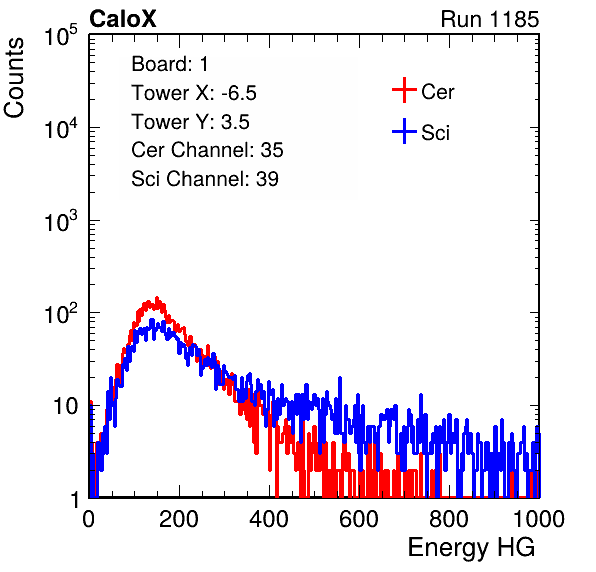 CaloX Run 1185
Counts
Board: 1
Tower X: -6.5
Tower Y: 3.5
Cer Channel: 35
Sci Channel: 39
Cer
Sci
10^5
10^4
10^3
10^2
10
1
0 200 400 600 800 1000
Energy HG